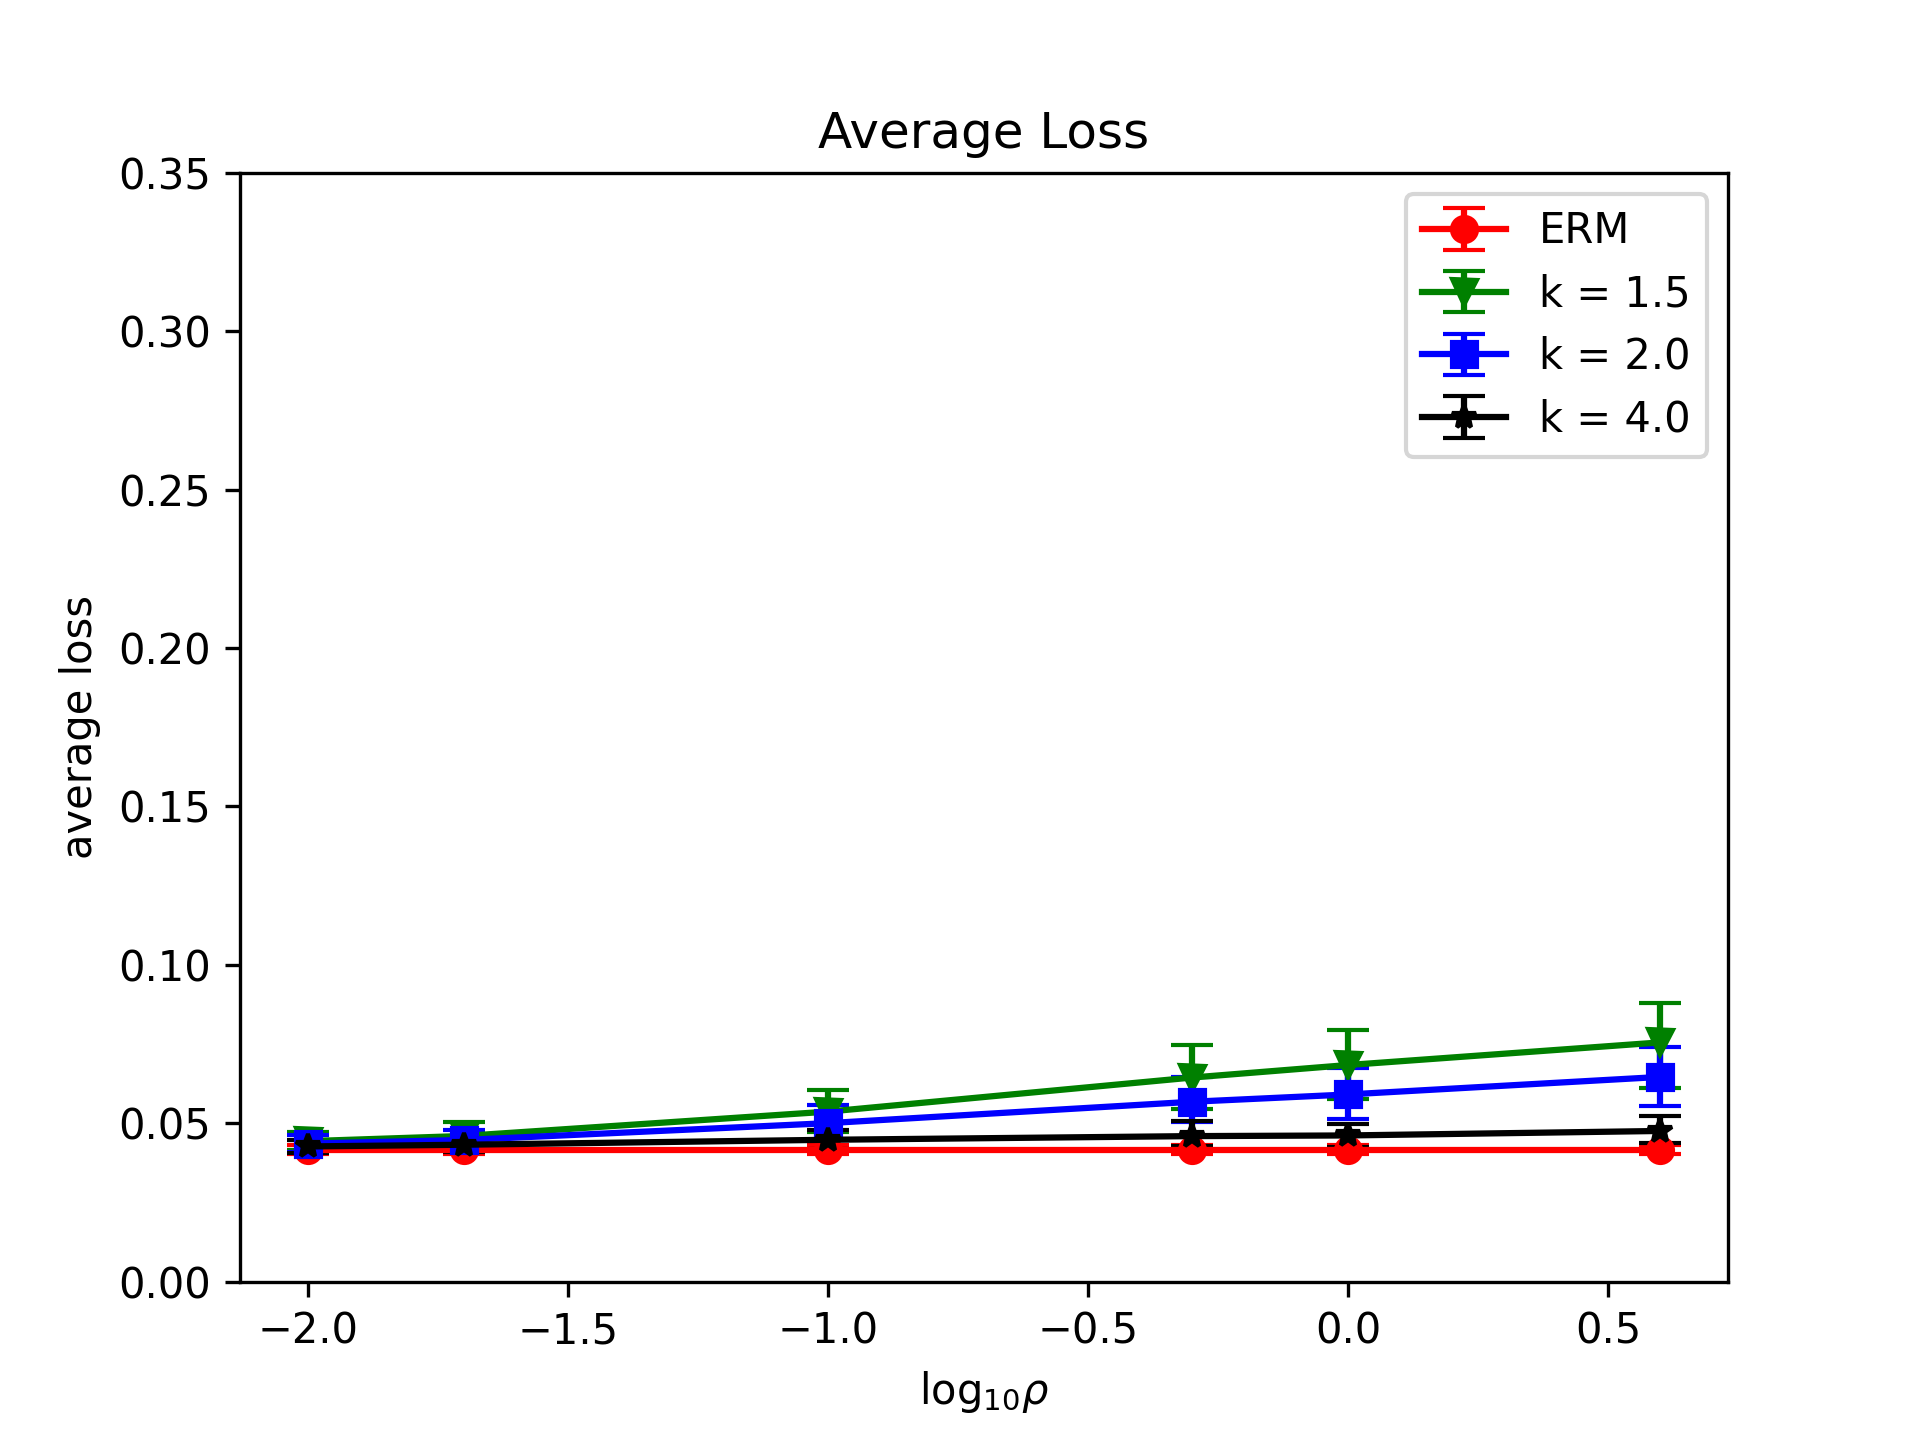 Average Loss
0.35
0.30
0.25
0.20
0.15
0.10
0.05
0.00
average loss
ERM
k = 1.5
k = 2.0
k = 4.0
−2.0 −1.5 −1.0 −0.5 0.0 0.5
log₁₀ρ